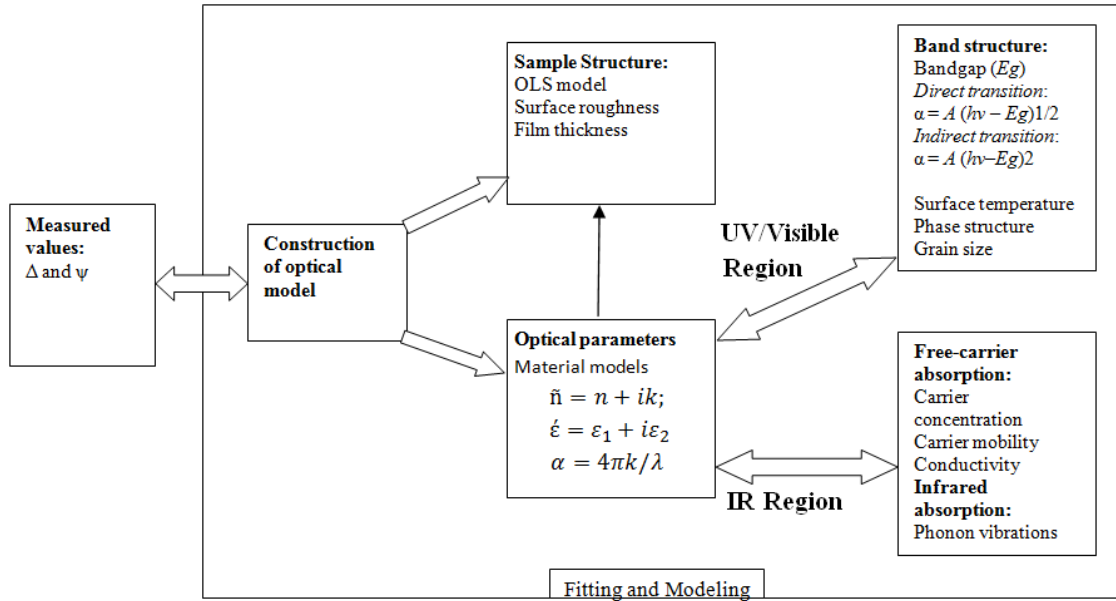 Measured
values:
Δ and ψ
Construction
of optical
model
Sample Structure:
OLS model
Surface roughness
Film thickness
Optical parameters
Material models
ñ = n + ik;
έ = ε₁ + iε₂
α = 4πk/λ
UV/Visible
Region
IR Region
Band structure:
Bandgap (Eg)
Direct transition:
α = A (hv – Eg)1/2
Indirect transition:
α = A (hv–Eg)2
Surface temperature
Phase structure
Grain size
Free-carrier
absorption:
Carrier
concentration
Carrier mobility
Conductivity
Infrared
absorption:
Phonon vibrations
Fitting and Modeling